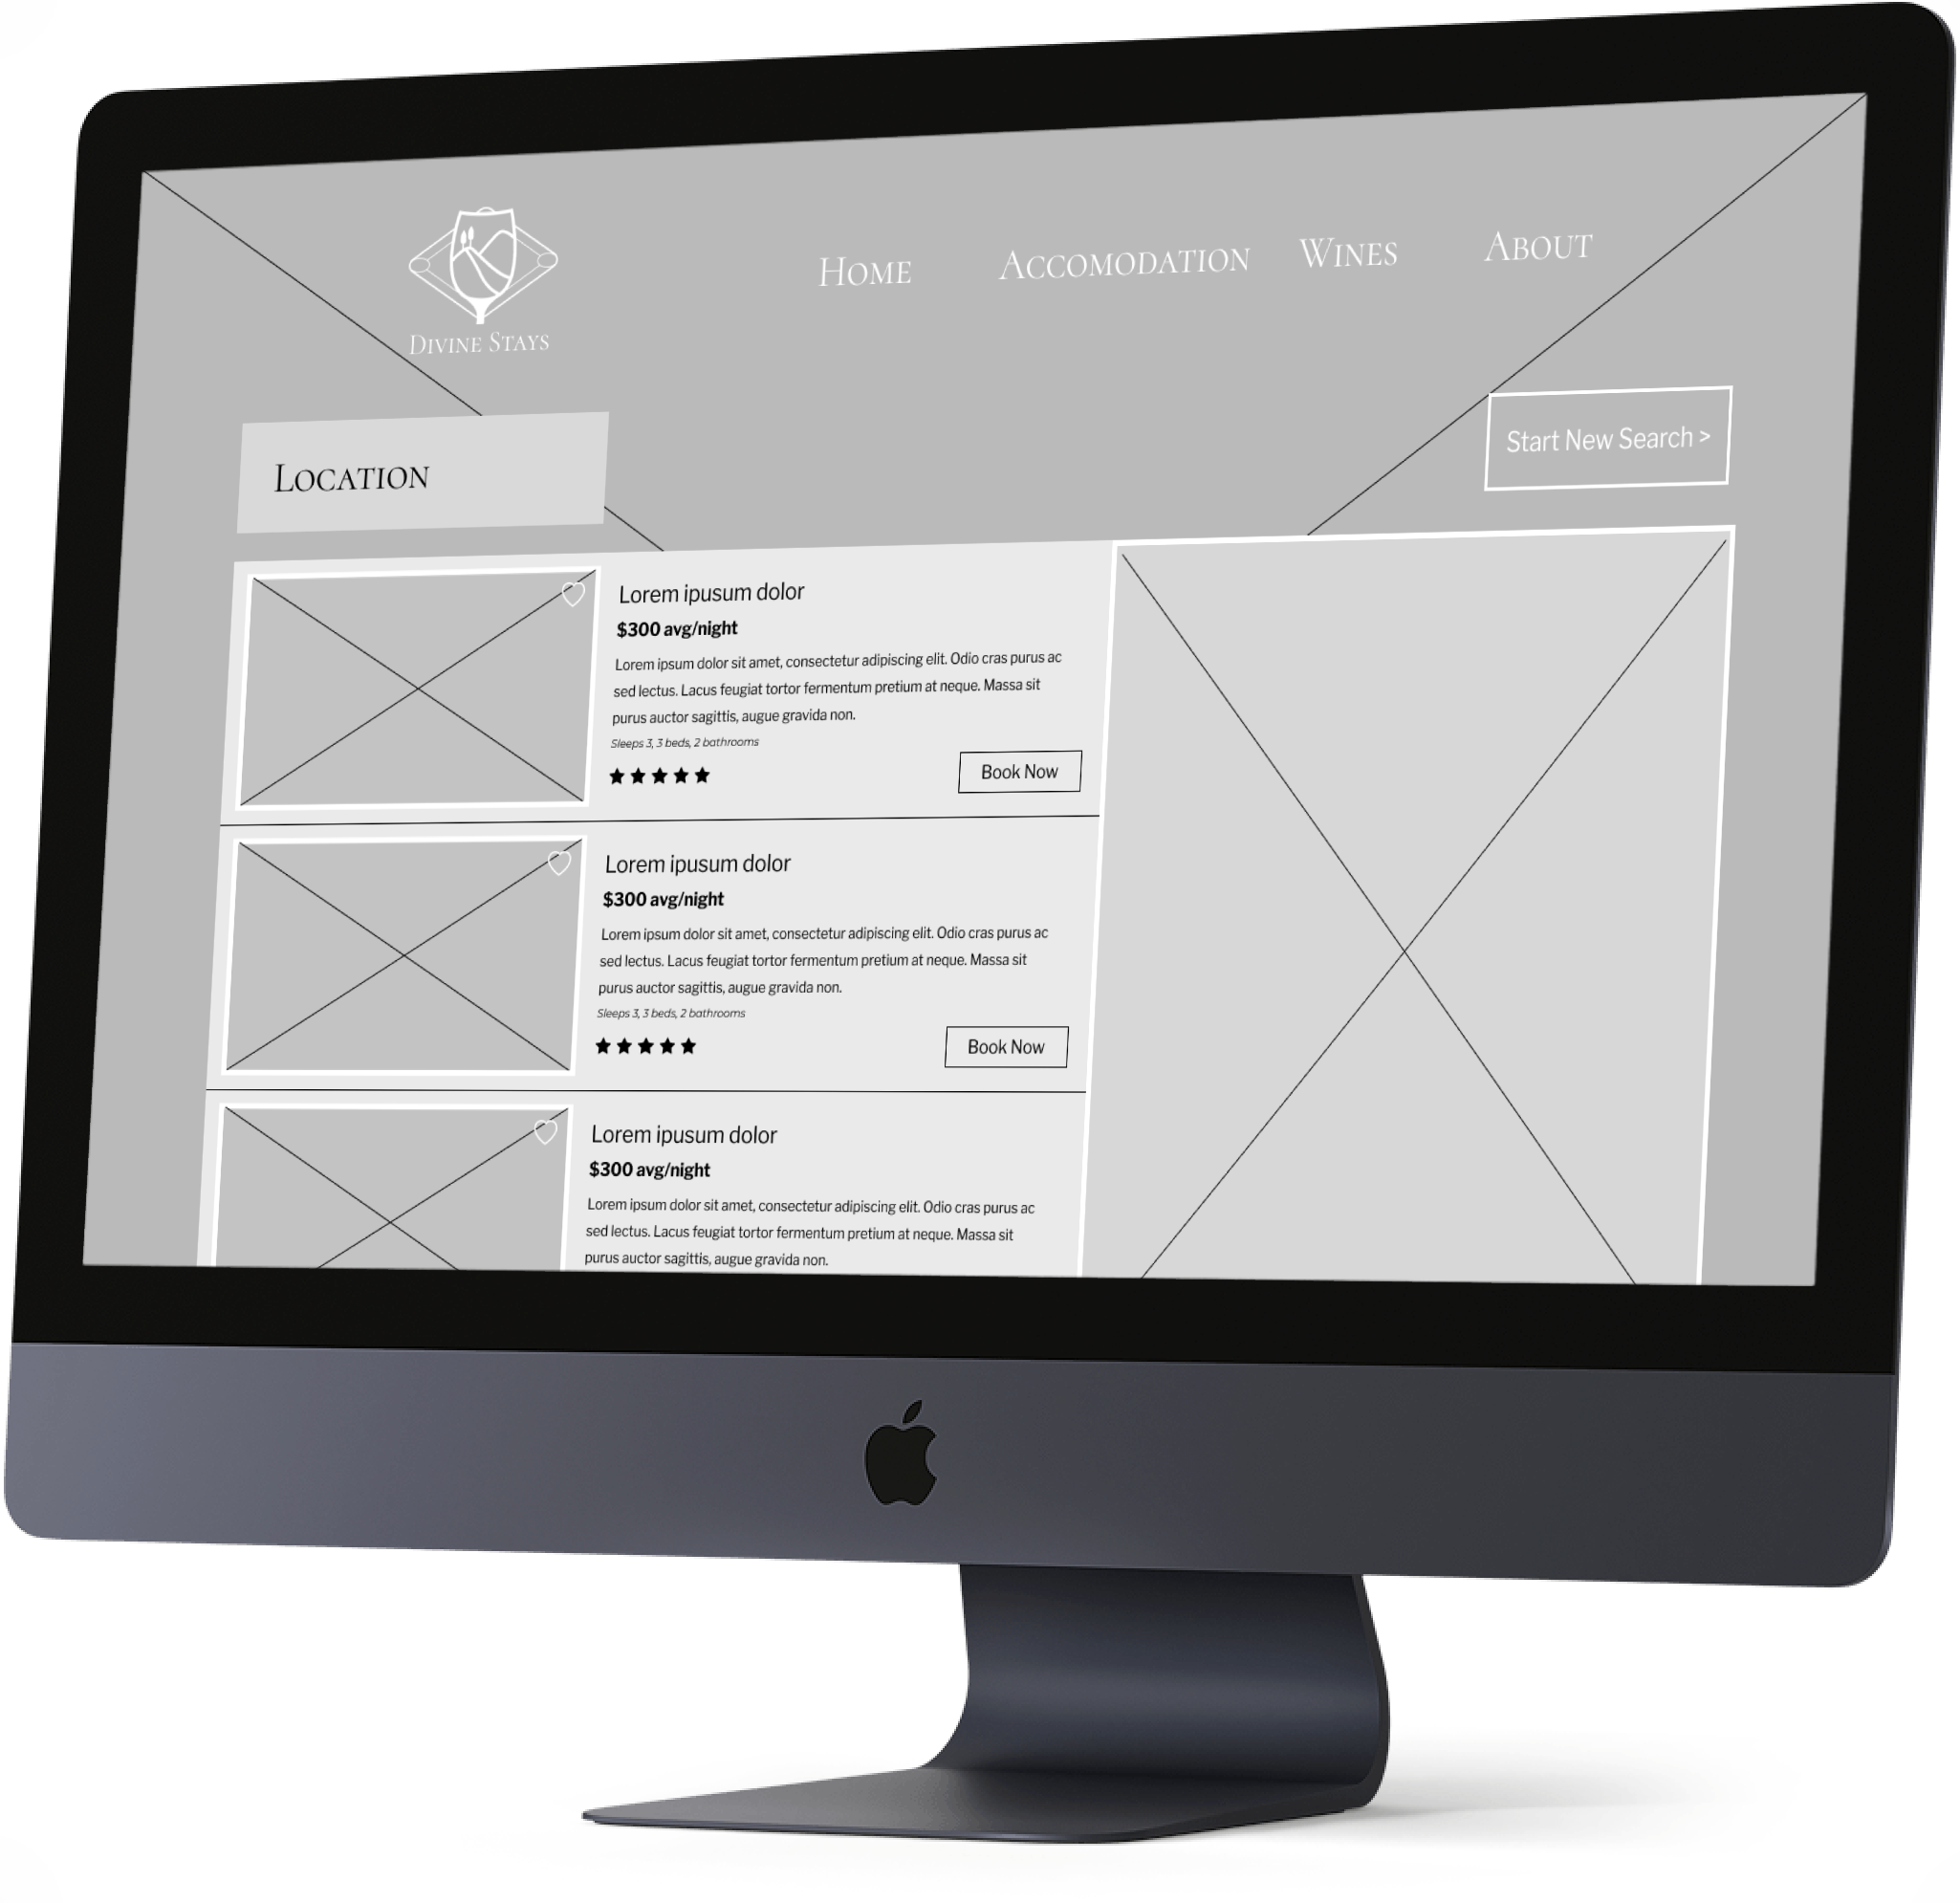 Divine Stays
Home
Accomodation
Wines
About
Location
Start New Search >
Lorem ipusum dolor
$300 avg/night
Lorem ipsum dolor sit amet, consectetur adipiscing elit. Odio cras purus ac
sed lectus. Lacus feugiat tortor fermentum pretium at neque. Massa sit
purus auctor sagittis, augue gravida non.
Sleeps 3, 3 beds, 2 bathrooms
Book Now
Lorem ipusum dolor
$300 avg/night
Lorem ipsum dolor sit amet, consectetur adipiscing elit. Odio cras purus ac
sed lectus. Lacus feugiat tortor fermentum pretium at neque. Massa sit
purus auctor sagittis, augue gravida non.
Sleeps 3, 3 beds, 2 bathrooms
Book Now
Lorem ipusum dolor
$300 avg/night
Lorem ipsum dolor sit amet, consectetur adipiscing elit. Odio cras purus ac
sed lectus. Lacus feugiat tortor fermentum pretium at neque. Massa sit
purus auctor sagittis, augue gravida non.